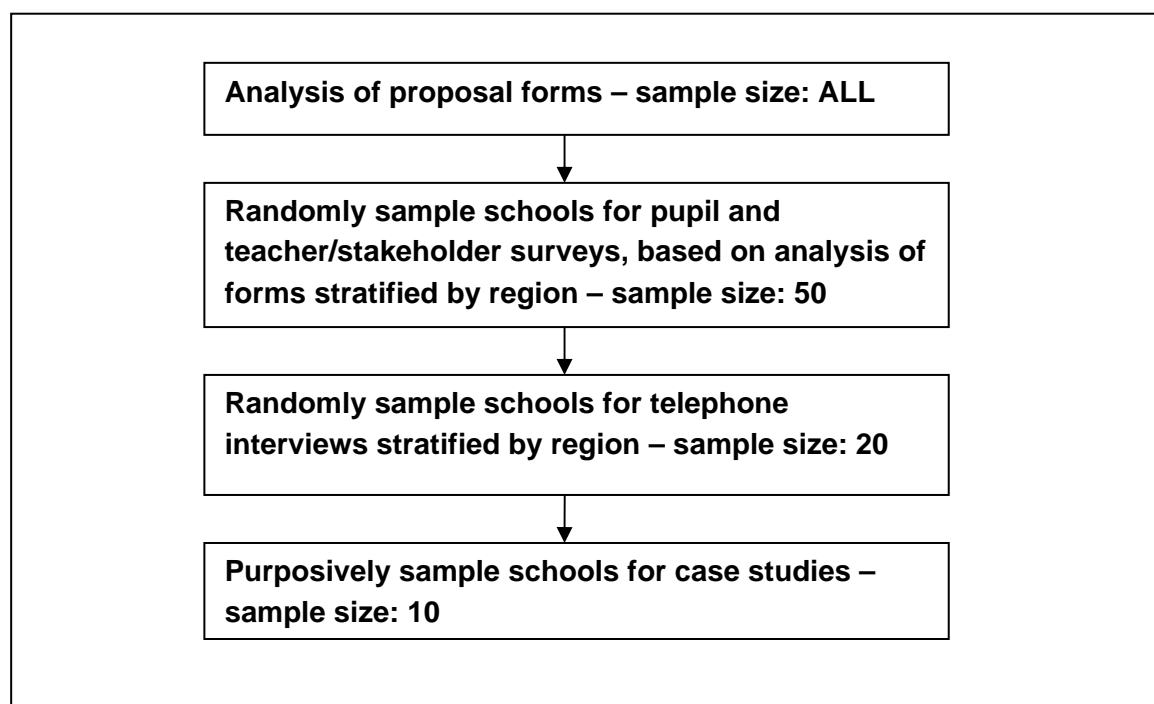 Analysis of proposal forms – sample size: ALL
Randomly sample schools for pupil and
teacher/stakeholder surveys, based on analysis of
forms stratified by region – sample size: 50
Randomly sample schools for telephone
interviews stratified by region – sample size: 20
Purposively sample schools for case studies –
sample size: 10